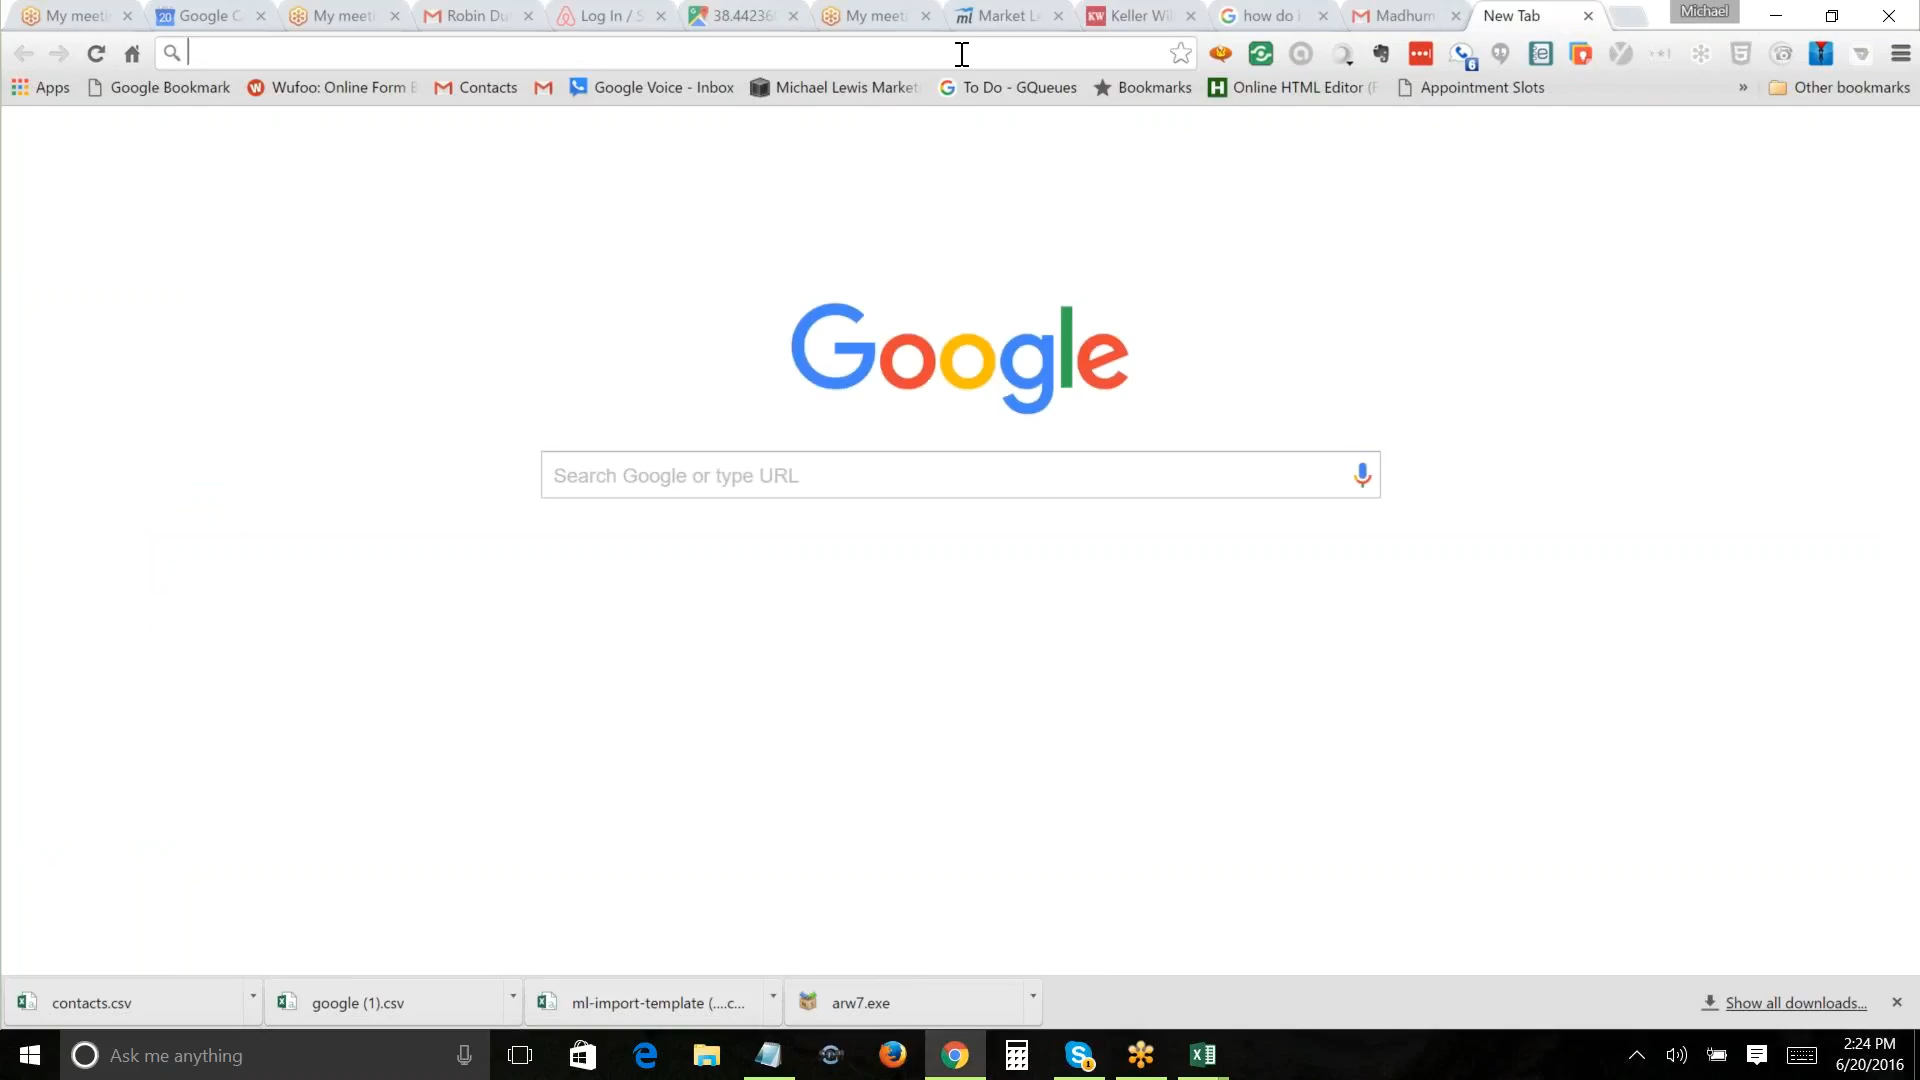 My meeti Google C My meeti Robin Du Log In / S 38.44236 My meeti Market L Keller Wil how do Madhum New Tab Michael
Apps Google Bookmark Wufoo: Online Form Contacts Google Voice - Inbox Michael Lewis Market To Do - GQueues Bookmarks Online HTML Editor ( Appointment Slots » Other bookmarks
Google
Search Google or type URL
contacts.csv google (1).csv ml-import-template (....c... arw7.exe Show all downloads...
Ask me anything
2:24 PM
6/20/2016